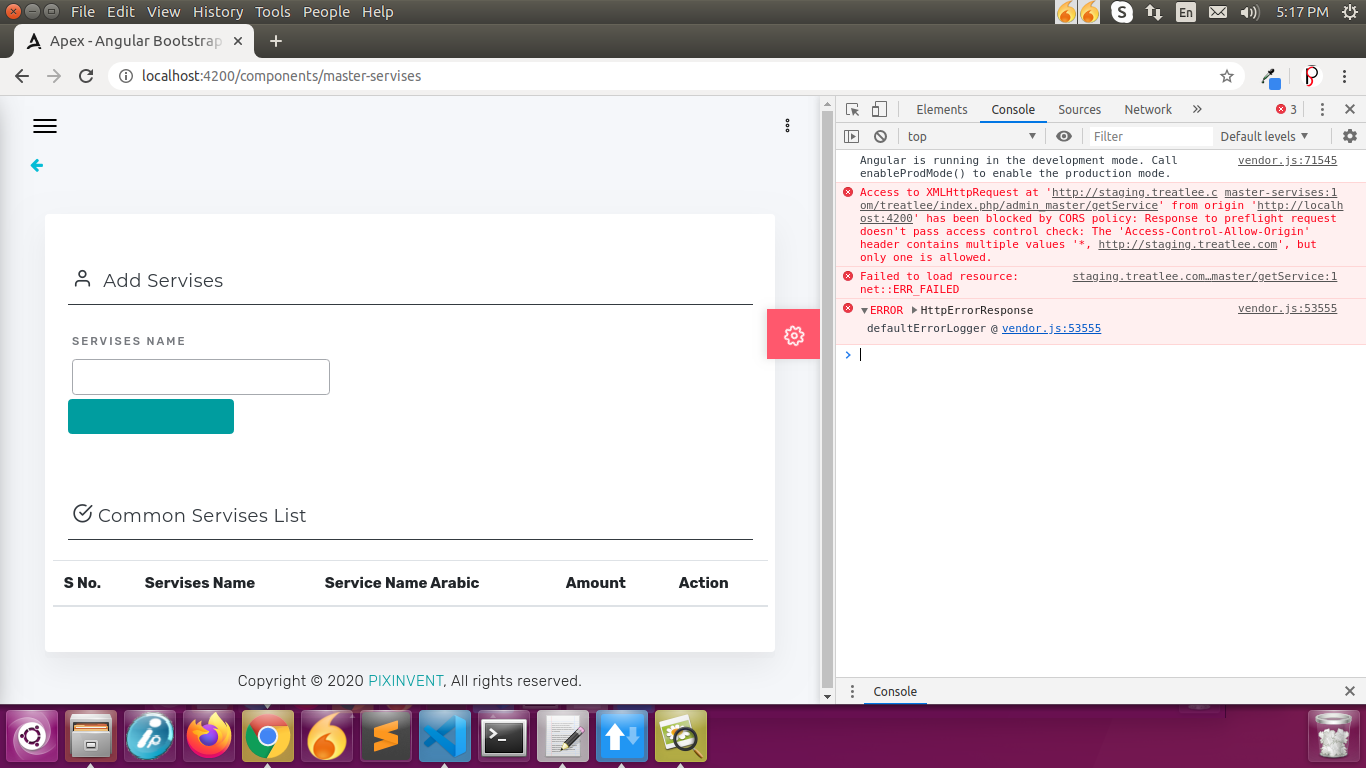 File Edit View History Tools People Help
En
5:17 PM
Apex - Angular Bootstrap
localhost:4200/components/master-servises
Elements Console Sources Network
3
top
Filter
Default levels
Angular is running in the development mode. Call vendor.js:71545
enableProdMode() to enable the production mode.
Access to XMLHttpRequest at 'http://staging.treatlee.c master-servises:1
om/treatlee/index.php/admin_master/getService' from origin 'http://localh
ost:4200' has been blocked by CORS policy: Response to preflight request
doesn't pass access control check: The 'Access-Control-Allow-Origin'
header contains multiple values '*, http://staging.treatlee.com', but
only one is allowed.
Failed to load resource: staging.treatlee.com…master/getService:1
net::ERR_FAILED
ERROR HttpErrorResponse vendor.js:53555
defaultErrorLogger @ vendor.js:53555
Add Servises
SERVISES NAME
Common Servises List
S No. Servises Name Service Name Arabic Amount Action
Copyright © 2020 PIXINVENT, All rights reserved.
Console